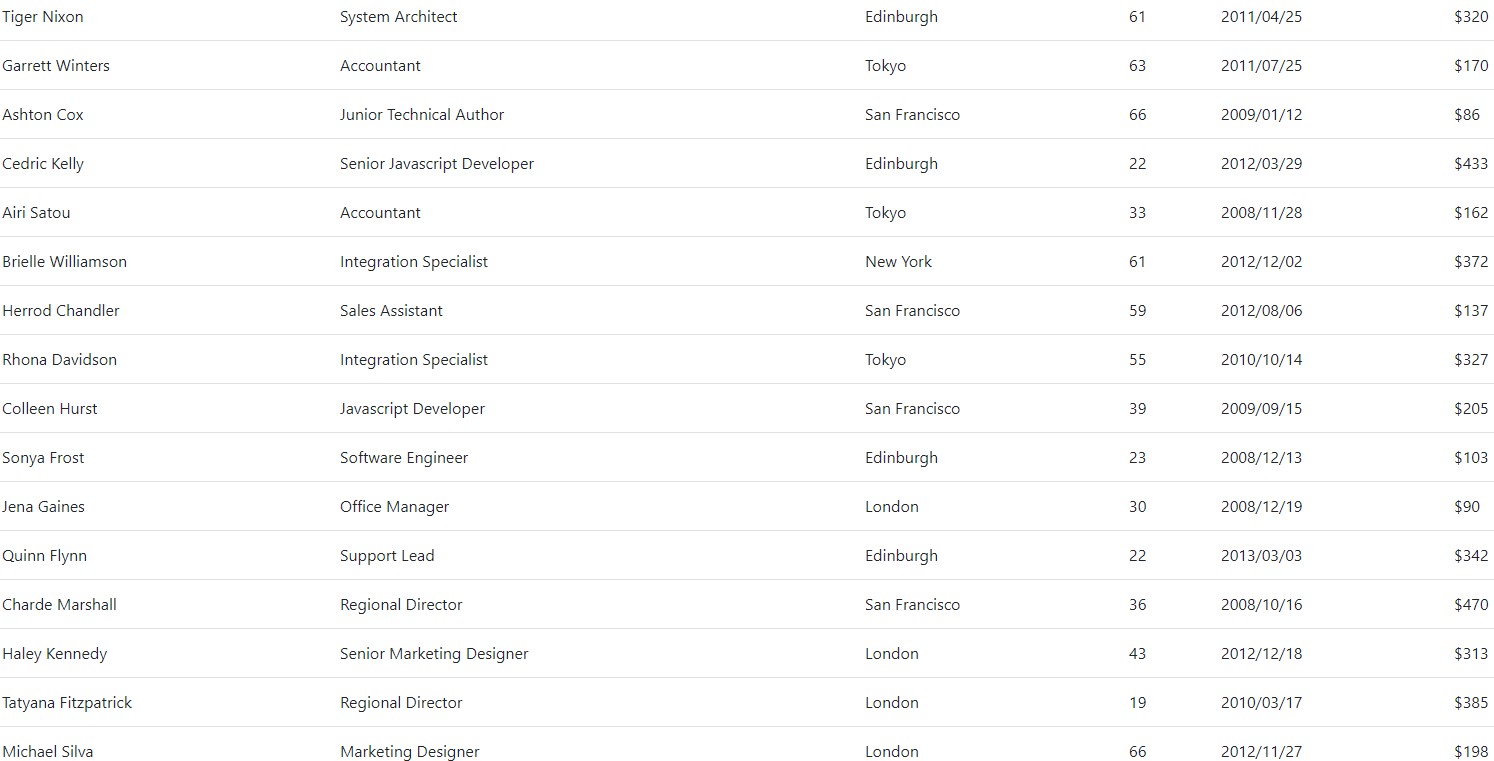 Tiger Nixon System Architect Edinburgh 61 2011/04/25 $320
Garrett Winters Accountant Tokyo 63 2011/07/25 $170
Ashton Cox Junior Technical Author San Francisco 66 2009/01/12 $86
Cedric Kelly Senior Javascript Developer Edinburgh 22 2012/03/29 $433
Airi Satou Accountant Tokyo 33 2008/11/28 $162
Brielle Williamson Integration Specialist New York 61 2012/12/02 $372
Herrod Chandler Sales Assistant San Francisco 59 2012/08/06 $137
Rhona Davidson Integration Specialist Tokyo 55 2010/10/14 $327
Colleen Hurst Javascript Developer San Francisco 39 2009/09/15 $205
Sonya Frost Software Engineer Edinburgh 23 2008/12/13 $103
Jena Gaines Office Manager London 30 2008/12/19 $90
Quinn Flynn Support Lead Edinburgh 22 2013/03/03 $342
Charde Marshall Regional Director San Francisco 36 2008/10/16 $470
Haley Kennedy Senior Marketing Designer London 43 2012/12/18 $313
Tatyana Fitzpatrick Regional Director London 19 2010/03/17 $385
Michael Silva Marketing Designer London 66 2012/11/27 $198